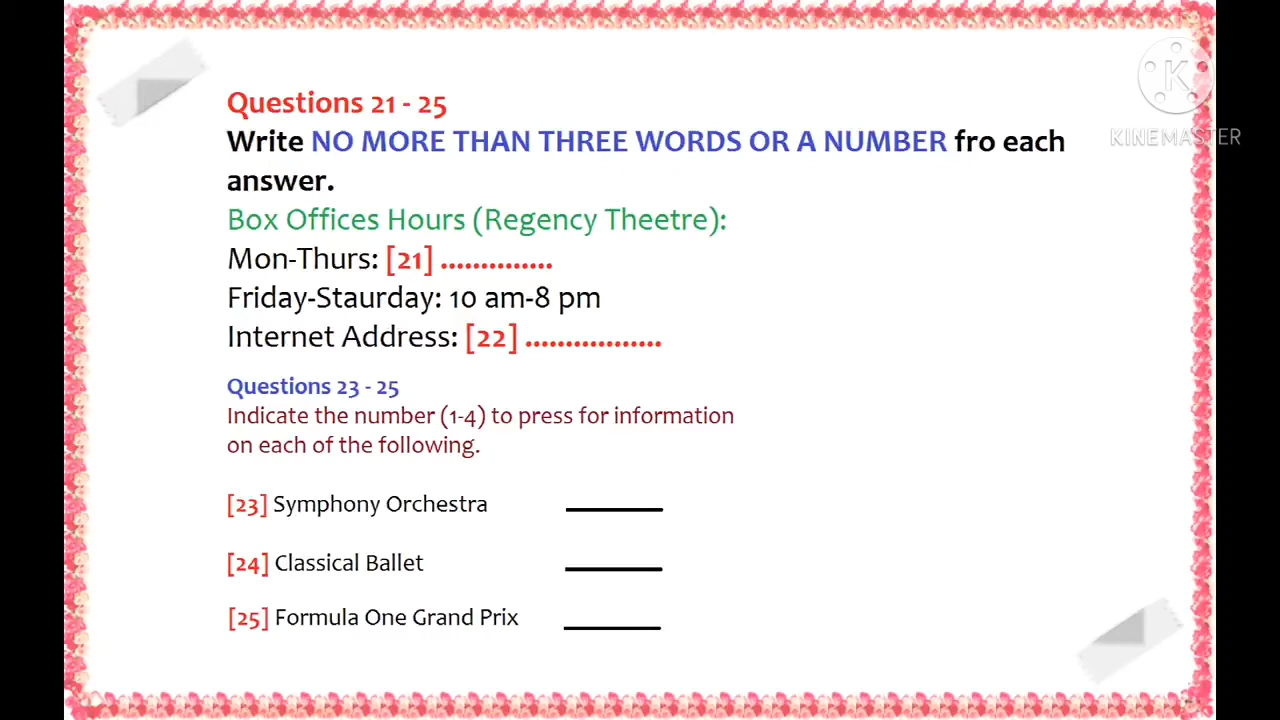 Questions 21 - 25
Write NO MORE THAN THREE WORDS OR A NUMBER fro each
answer.
Box Offices Hours (Regency Theetre):
Mon-Thurs: [21] ..............
Friday-Staurday: 10 am-8 pm
Internet Address: [22] .................
Questions 23 - 25
Indicate the number (1-4) to press for information
on each of the following.
[23] Symphony Orchestra ________
[24] Classical Ballet ________
[25] Formula One Grand Prix ________
K
KINEMASTER